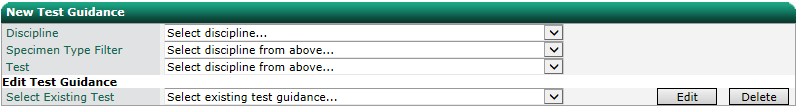 New Test Guidance
Discipline Select discipline...
Specimen Type Filter Select discipline from above...
Test Select discipline from above...
Edit Test Guidance
Select Existing Test Select existing test guidance... Edit Delete